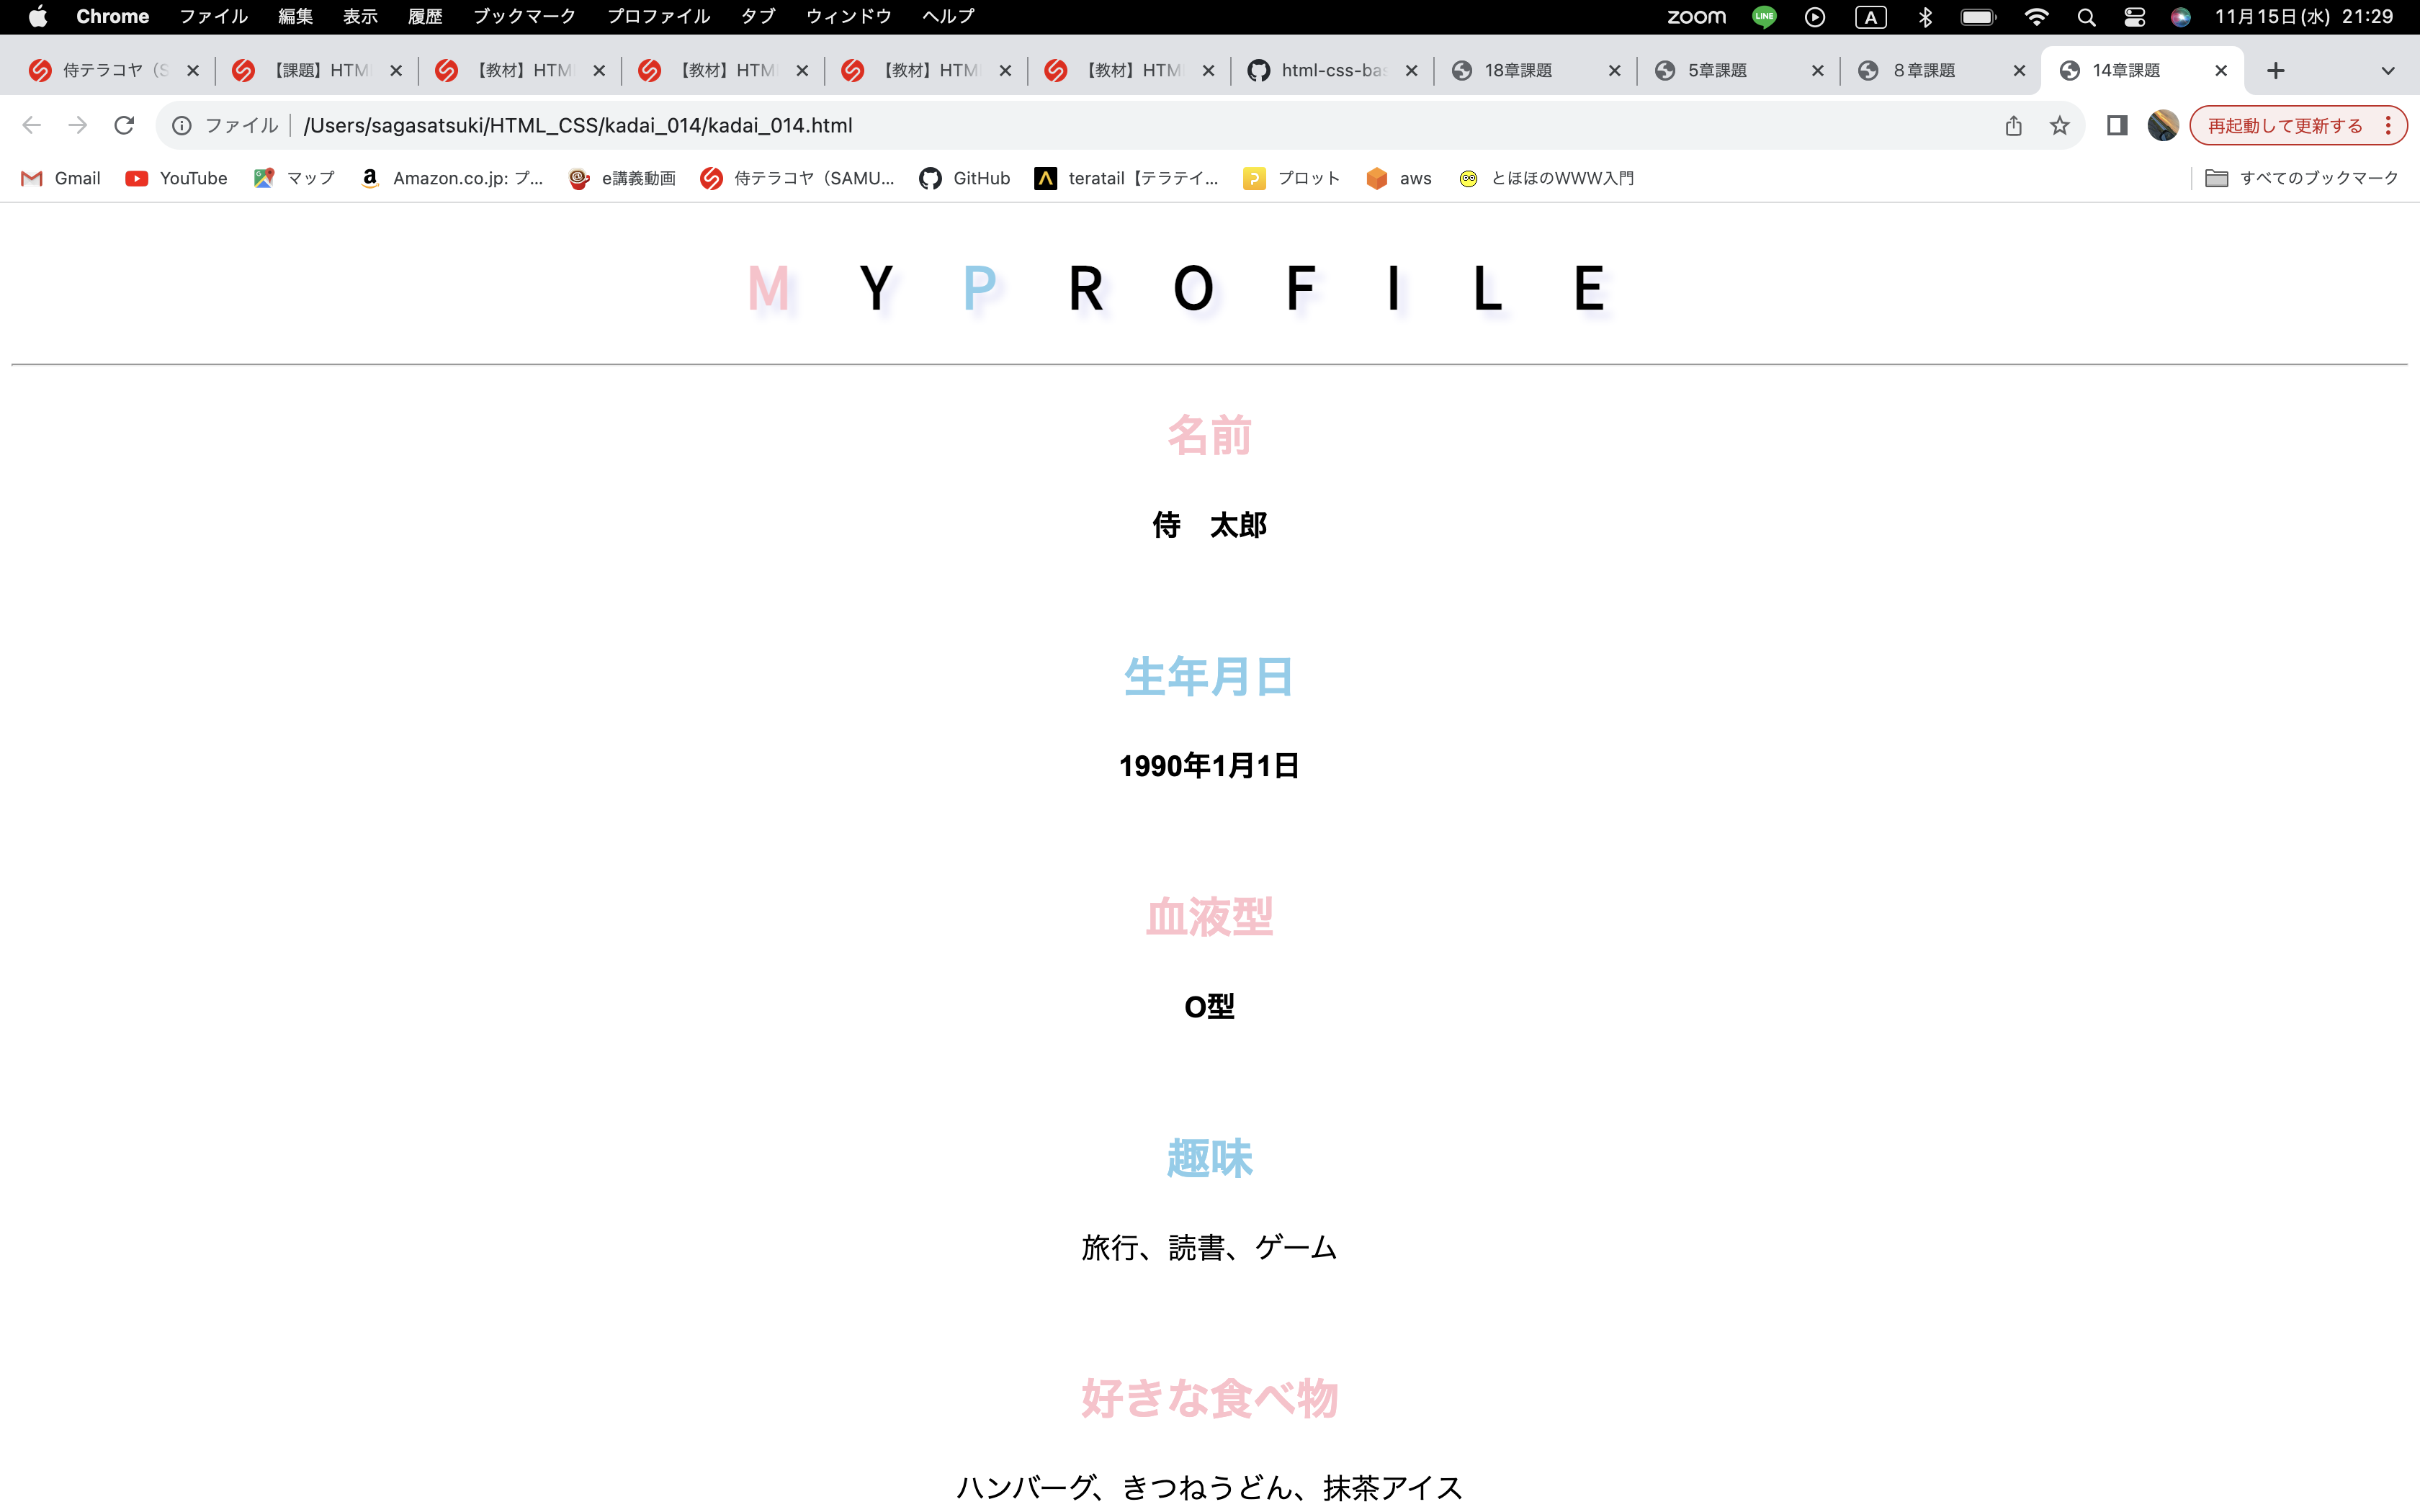 Chrome ファイル 編集 表示 履歴 ブックマーク プロファイル タブ ウィンドウ ヘルプ zoom LINE A 11月15日(水) 21:29
侍テラコヤ（S 【課題】HTM 【教材】HTM 【教材】HTM 【教材】HTM 【教材】HTM html-css-bas 18章課題 5章課題 ８章課題 14章課題
ファイル /Users/sagasatsuki/HTML_CSS/kadai_014/kadai_014.html 再起動して更新する
Gmail YouTube マップ Amazon.co.jp: プ... e講義動画 侍テラコヤ（SAMU... GitHub teratail【テラテイ... プロット aws とほほのWWW入門 すべてのブックマーク
M Y P R O F I L E
名前
侍　太郎
生年月日
1990年1月1日
血液型
O型
趣味
旅行、読書、ゲーム
好きな食べ物
ハンバーグ、きつねうどん、抹茶アイス